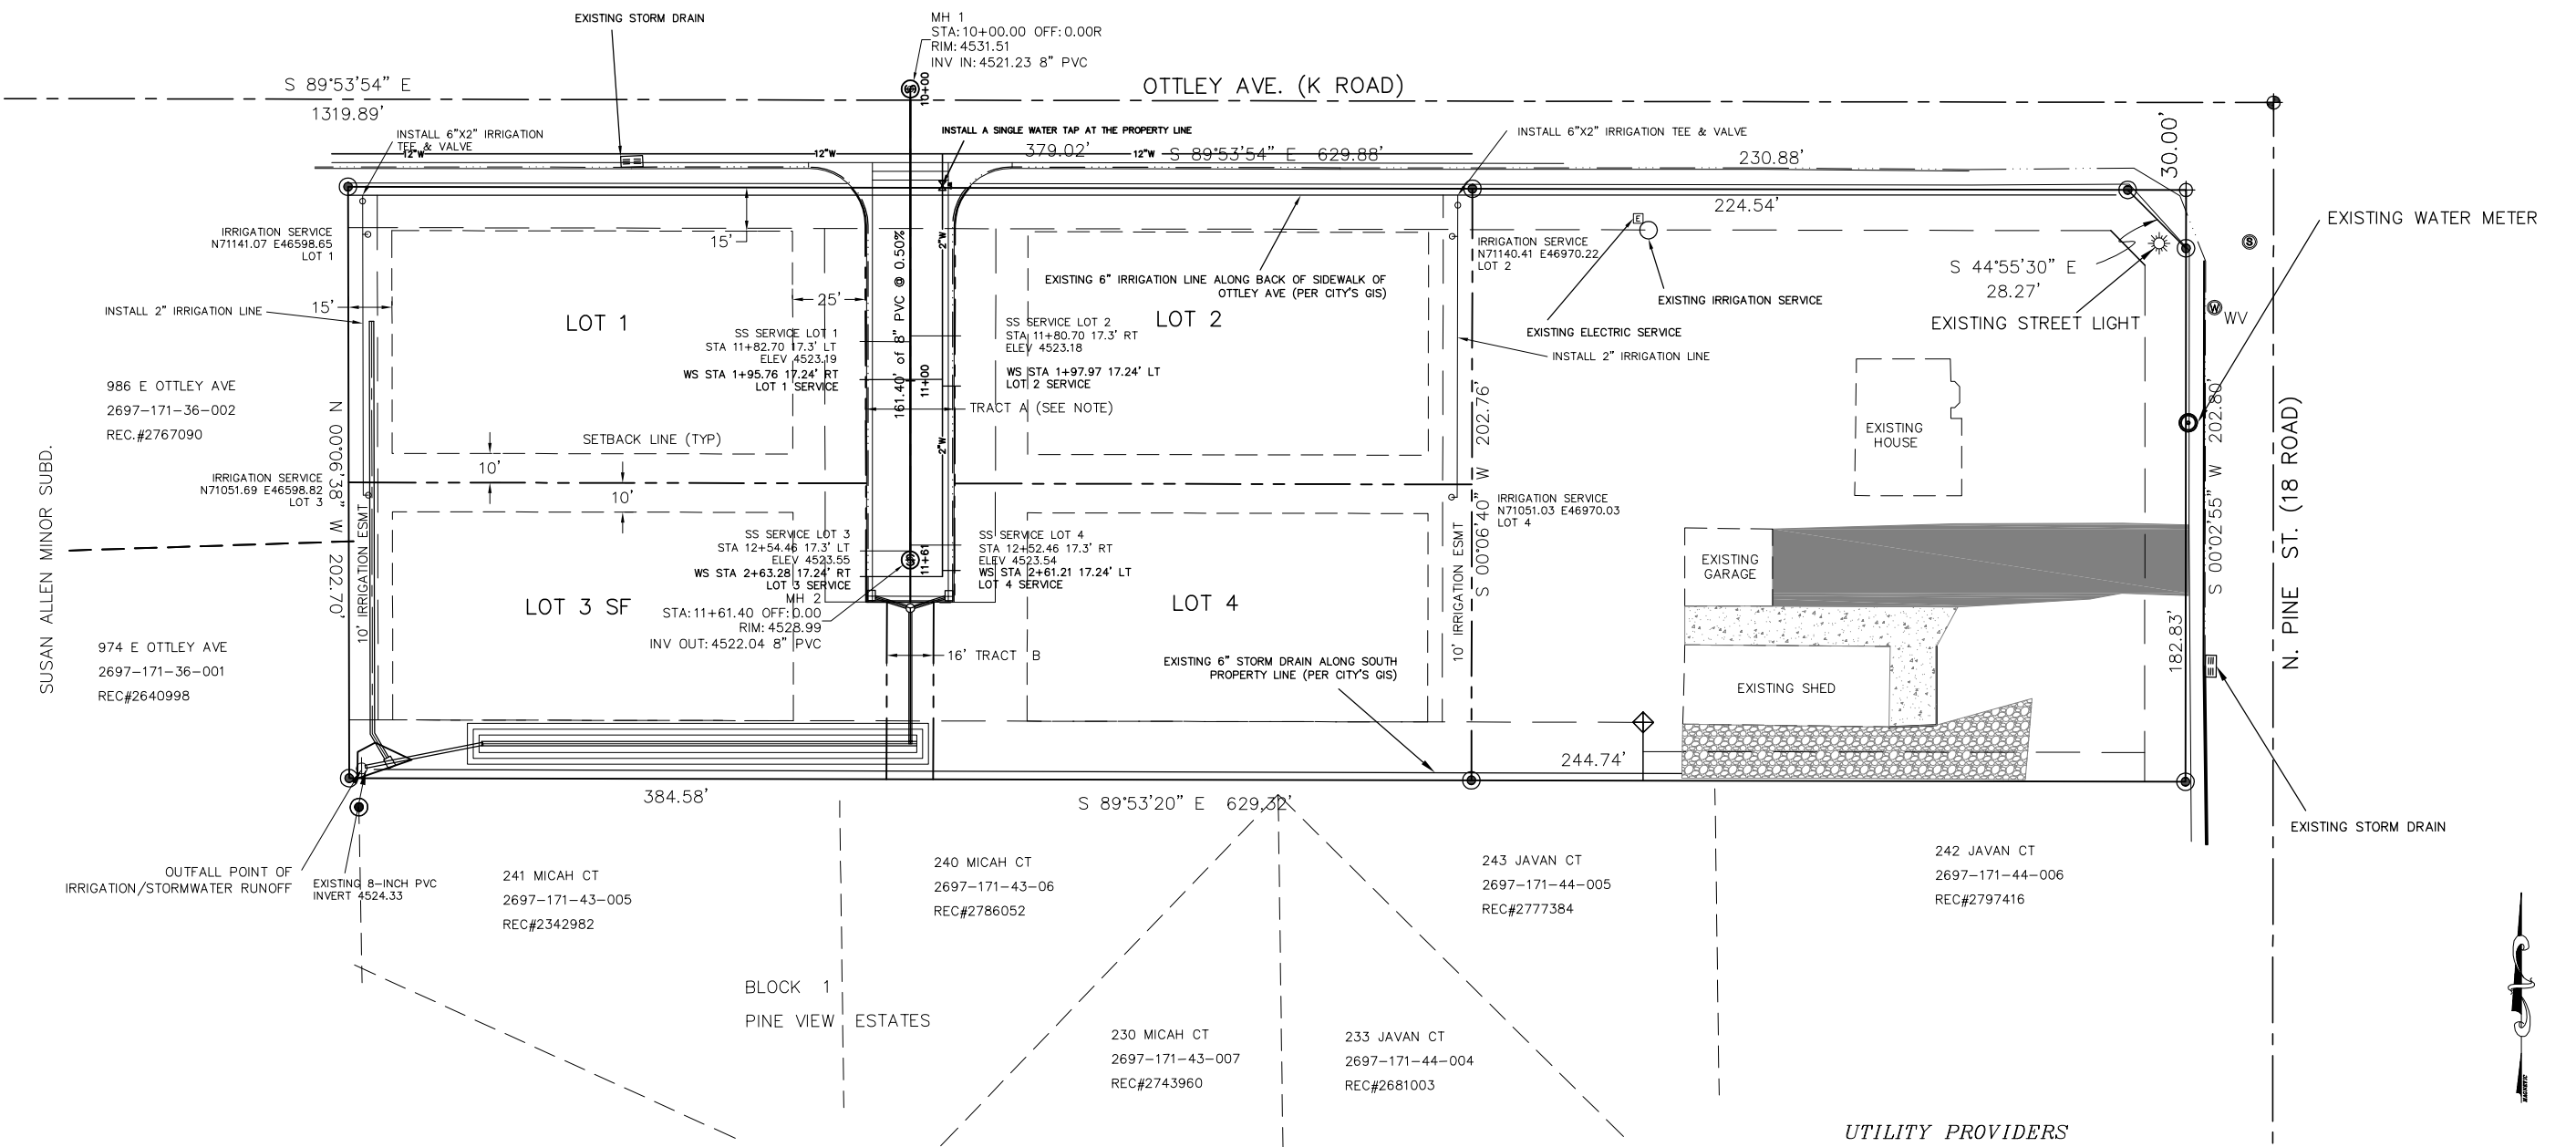 EXISTING STORM DRAIN
MH 1
STA: 10+00.00 OFF: 0.00R
RIM: 4531.51
INV IN: 4521.23 8" PVC
S 89°53'54" E
1319.89'
10+00
OTTLEY AVE. (K ROAD)
INSTALL 6"X2" IRRIGATION
TEE & VALVE
12"W
12"W
INSTALL A SINGLE WATER TAP AT THE PROPERTY LINE
379.02'
12"W
S 89°53'54" E 629.88'
INSTALL 6"X2" IRRIGATION TEE & VALVE
230.88'
30.00'
224.54'
EXISTING WATER METER
IRRIGATION SERVICE
N71141.07 E46598.65
LOT 1
15'
15'
25'
INSTALL 2" IRRIGATION LINE
LOT 1
161.40' of 8" PVC @ 0.50%
2"W
EXISTING 6" IRRIGATION LINE ALONG BACK OF SIDEWALK OF
OTTLEY AVE (PER CITY'S GIS)
LOT 2
IRRIGATION SERVICE
N71140.41 E46970.22
LOT 2
EXISTING IRRIGATION SERVICE
E
EXISTING ELECTRIC SERVICE
INSTALL 2" IRRIGATION LINE
S 44°55'30" E
28.27'
EXISTING STREET LIGHT
S
W
WV
SS SERVICE LOT 1
STA 11+82.70 17.3' LT
ELEV 4523.19
WS STA 1+95.76 17.24' RT
LOT 1 SERVICE
SS SERVICE LOT 2
STA 11+80.70 17.3' RT
ELEV 4523.18
WS STA 1+97.97 17.24' LT
LOT 2 SERVICE
11+00
TRACT A (SEE NOTE)
2"W
986 E OTTLEY AVE
2697-171-36-002
REC.#2767090
SUSAN ALLEN MINOR SUBD.
N 00°06'38" W 202.70'
SETBACK LINE (TYP)
10'
10'
S 00°06'40" W 202.76'
EXISTING
HOUSE
S 00°02'55" W 202.80'
N. PINE ST. (18 ROAD)
IRRIGATION SERVICE
N71051.69 E46598.82
LOT 3
10' IRRIGATION ESMT
SS SERVICE LOT 3
STA 12+54.46 17.3' LT
ELEV 4523.55
WS STA 2+63.28 17.24' RT
LOT 3 SERVICE
MH 2
STA: 11+61.40 OFF: 0.00
RIM: 4528.99
INV OUT: 4522.04 8" PVC
11+61
SS SERVICE LOT 4
STA 12+52.46 17.3' RT
ELEV 4523.54
WS STA 2+61.21 17.24' LT
LOT 4 SERVICE
IRRIGATION SERVICE
N71051.03 E46970.03
LOT 4
10' IRRIGATION ESMT
EXISTING
GARAGE
LOT 3 SF
LOT 4
16' TRACT B
EXISTING 6" STORM DRAIN ALONG SOUTH
PROPERTY LINE (PER CITY'S GIS)
EXISTING SHED
182.83'
974 E OTTLEY AVE
2697-171-36-001
REC#2640998
244.74'
384.58'
S 89°53'20" E 629.32'
EXISTING STORM DRAIN
OUTFALL POINT OF
IRRIGATION/STORMWATER RUNOFF
EXISTING 8-INCH PVC
INVERT 4524.33
241 MICAH CT
2697-171-43-005
REC#2342982
240 MICAH CT
2697-171-43-06
REC#2786052
243 JAVAN CT
2697-171-44-005
REC#2777384
242 JAVAN CT
2697-171-44-006
REC#2797416
BLOCK 1
PINE VIEW ESTATES
230 MICAH CT
2697-171-43-007
REC#2743960
233 JAVAN CT
2697-171-44-004
REC#2681003
MAGNETIC
UTILITY PROVIDERS